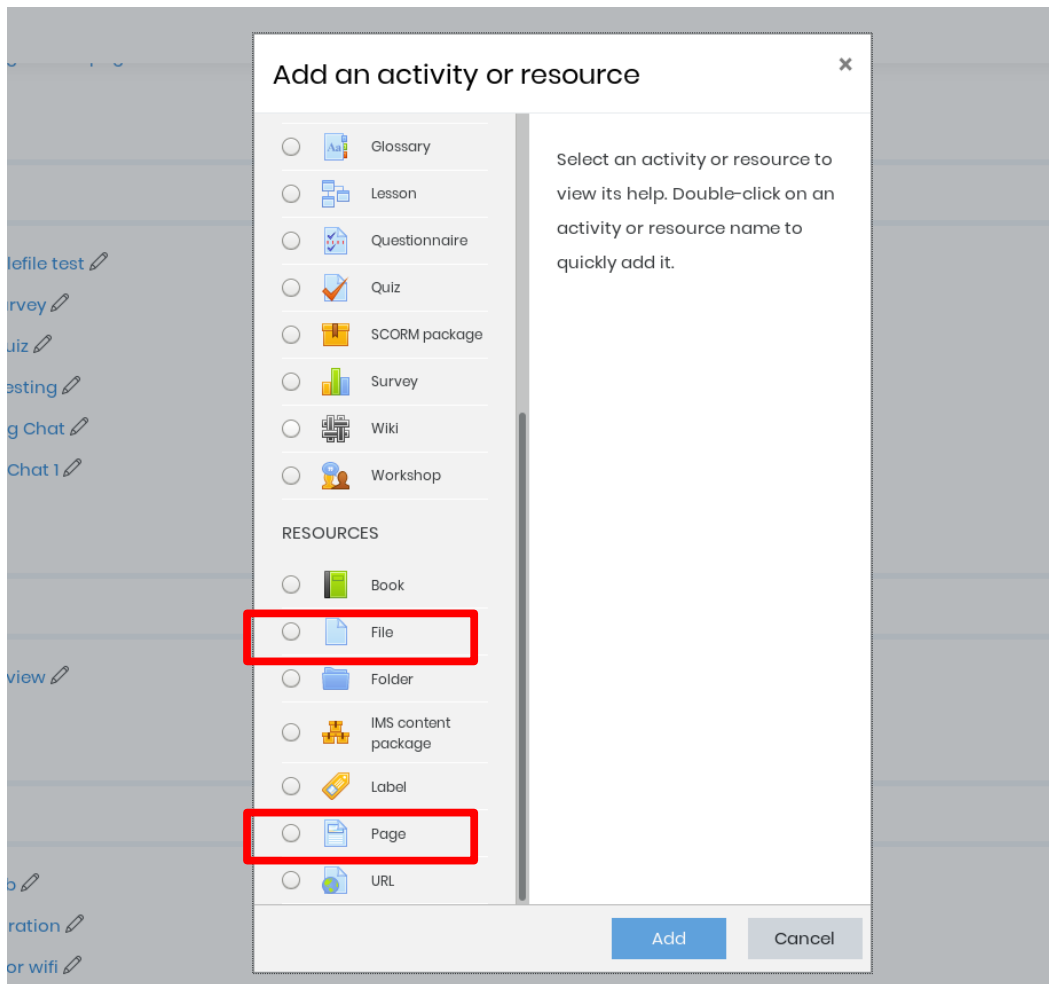 Add an activity or resource
×
Glossary
Lesson
Questionnaire
Quiz
SCORM package
Survey
Wiki
Workshop
RESOURCES
Book
File
Folder
IMS content
package
Label
Page
URL
Select an activity or resource to
view its help. Double-click on an
activity or resource name to
quickly add it.
Add
Cancel
lefile test
rvey
uiz
esting
g Chat
Chat 1
view
b
ration
or wifi